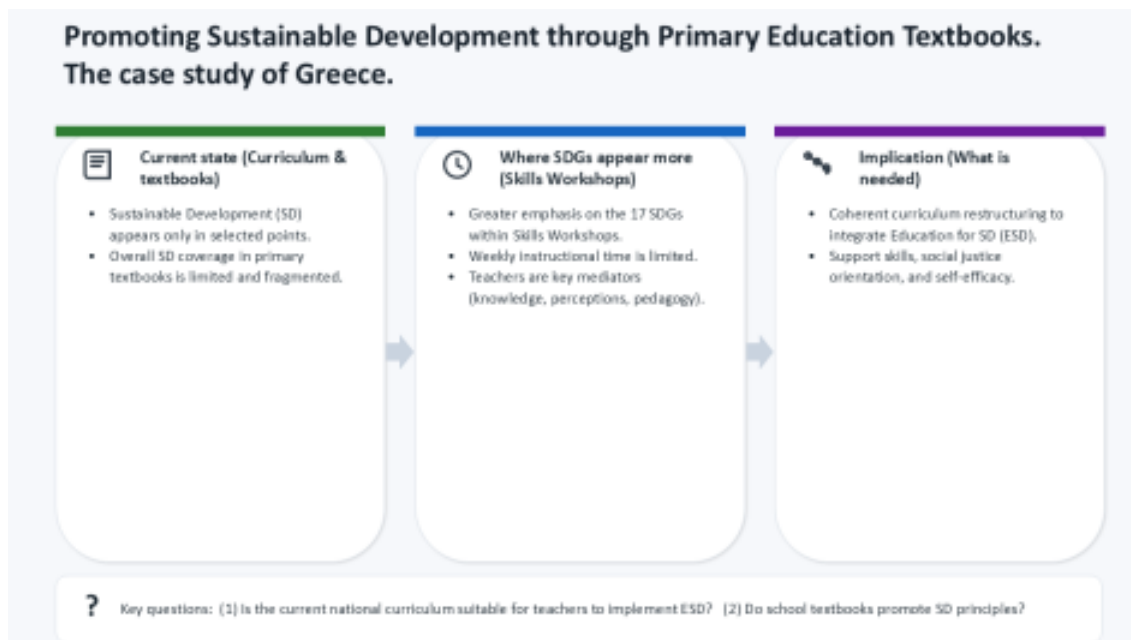 Promoting Sustainable Development through Primary Education Textbooks.
The case study of Greece.
Current state (Curriculum &
textbooks)
• Sustainable Development (SD)
appears only in selected points.
• Overall SD coverage in primary
textbooks is limited and fragmented.
Where SDGs appear more
(Skills Workshops)
• Greater emphasis on the 17 SDGs
within Skills Workshops.
• Weekly instructional time is limited.
• Teachers are key mediators
(knowledge, perceptions, pedagogy).
Implication (What is
needed)
• Coherent curriculum restructuring to
integrate Education for SD (ESD).
• Support skills, social justice
orientation, and self-efficacy.
? Key questions: (1) Is the current national curriculum suitable for teachers to implement ESD? (2) Do school textbooks promote SD principles?